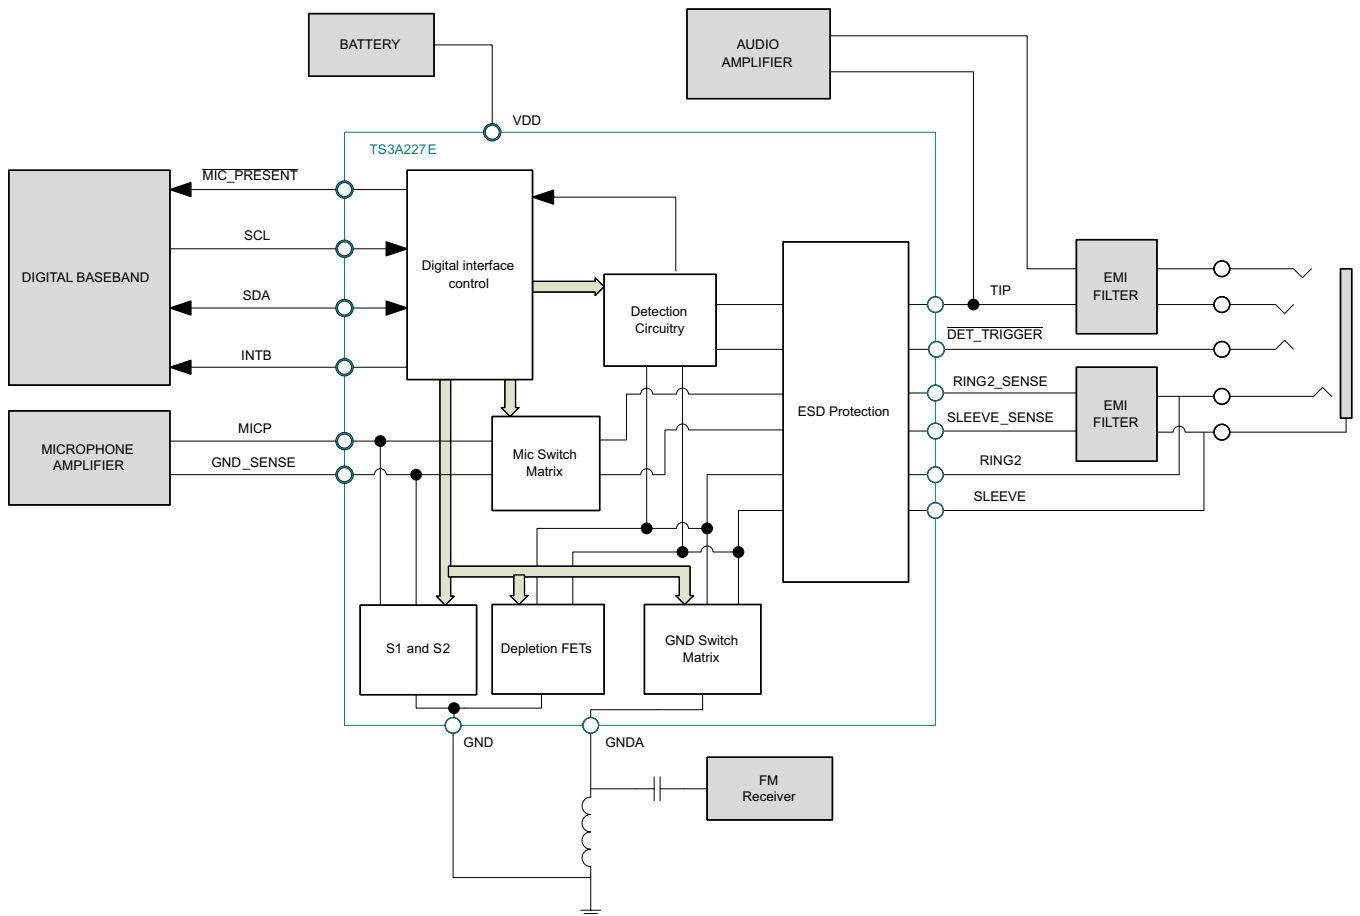 BATTERY
AUDIO
AMPLIFIER
VDD
TS3A227E
MIC_PRESENT
SCL
DIGITAL BASEBAND
SDA
INTB
Digital interface
control
Detection
Circuitry
ESD Protection
TIP
DET_TRIGGER
RING2_SENSE
SLEEVE_SENSE
RING2
SLEEVE
EMI
FILTER
EMI
FILTER
MICROPHONE
AMPLIFIER
MICP
GND_SENSE
Mic Switch
Matrix
S1 and S2
Depletion FETs
GND Switch
Matrix
GND
GNDA
FM
Receiver